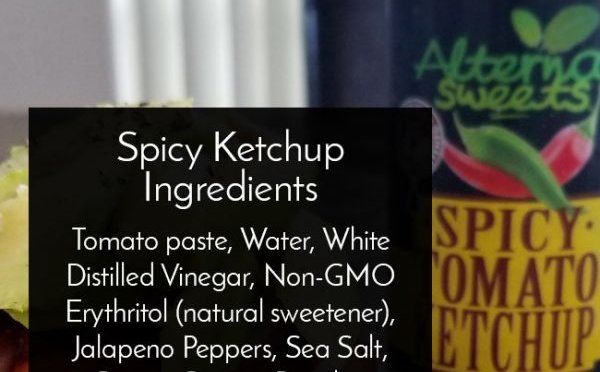 Spicy Ketchup
Ingredients
Tomato paste, Water, White
Distilled Vinegar, Non-GMO
Erythritol (natural sweetener),
Jalapeno Peppers, Sea Salt,
Alterna
Sweets
SPICY
TOMATO
KETCHUP